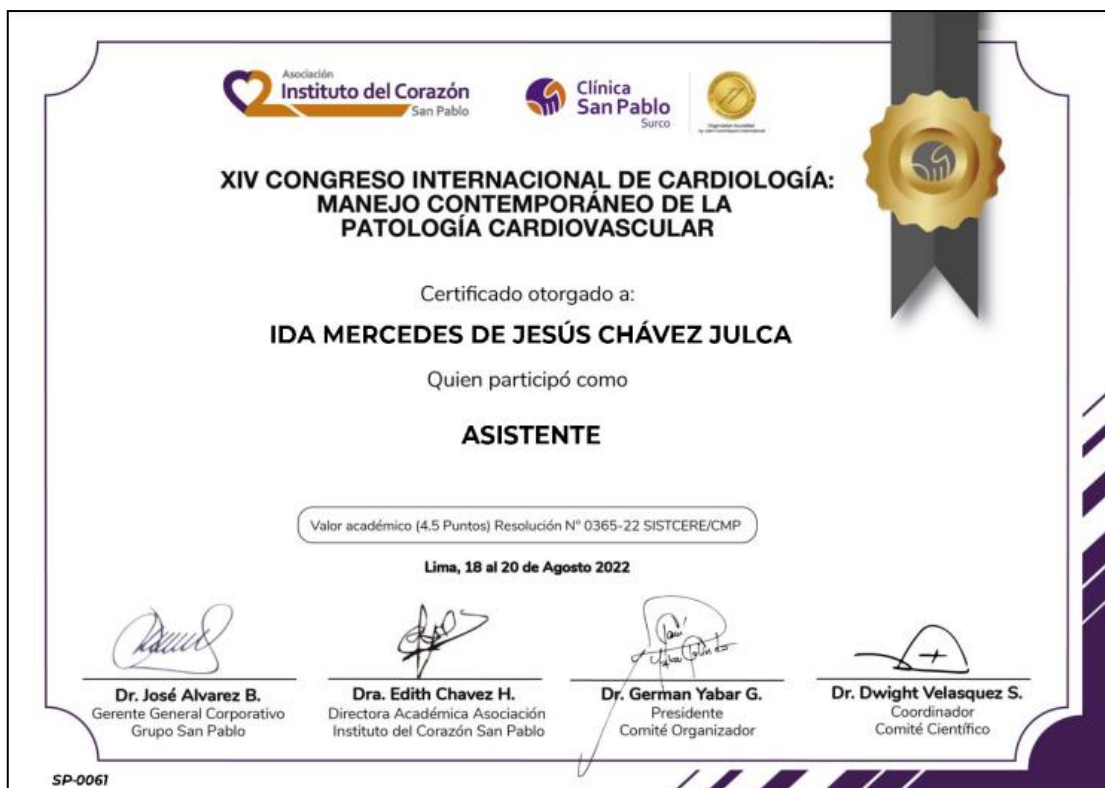 Asociación
Instituto del Corazón
San Pablo
Clínica
San Pablo
Surco
XIV CONGRESO INTERNACIONAL DE CARDIOLOGÍA:
MANEJO CONTEMPORÁNEO DE LA
PATOLOGÍA CARDIOVASCULAR
Certificado otorgado a:
IDA MERCEDES DE JESÚS CHÁVEZ JULCA
Quien participó como
ASISTENTE
Valor académico (4.5 Puntos) Resolución N° 0365-22 SISTCERE/CMP
Lima, 18 al 20 de Agosto 2022
Dr. José Alvarez B.
Gerente General Corporativo
Grupo San Pablo
Dra. Edith Chavez H.
Directora Académica Asociación
Instituto del Corazón San Pablo
Dr. German Yabar G.
Presidente
Comité Organizador
Dr. Dwight Velasquez S.
Coordinador
Comité Científico
SP-0061